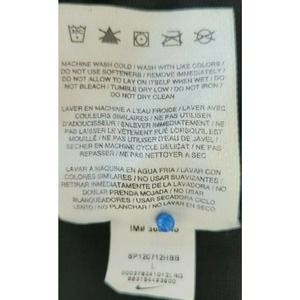 MACHINE WASH COLD / WASH WITH LIKE COLORS /
DO NOT USE SOFTENERS / REMOVE IMMEDIATELY /
DO NOT ALLOW TO LAY ON ITSELF WHEN WET / DO
NOT BLEACH / TUMBLE DRY LOW / DO NOT IRON /
DO NOT DRY CLEAN
LAVER EN MACHINE A L'EAU FROIDE / LAVER AVEC
COULEURS SIMILAIRES / NE PAS UTILISER
D'ADOUCISSEUR / ENLEVER IMMÉDIATEMENT / NE
PAS LAISSER LE VÊTEMENT PLIÉ LORSQU'IL EST
MOUILLÉ / NE PAS UTILISER D'EAU DE JAVEL /
SÉCHER EN MACHINE CYCLE DÉLICAT / NE PAS
REPASSER / NE PAS NETTOYER A SEC
LAVAR A MAQUINA EN AGUA FRIA / LAVAR CON
COLORES SIMILARES / NO USAR SUAVIZANTES /
RETIRAR INMEDIATAMENTE DE LA LAVADORA / NO
DOBLAR PRENDA MOJADA / NO USAR
BLANQUEADORES / USAR SECADORA CICLO
LENTO / NO PLANCHAR / NO LAVAR EN SECO